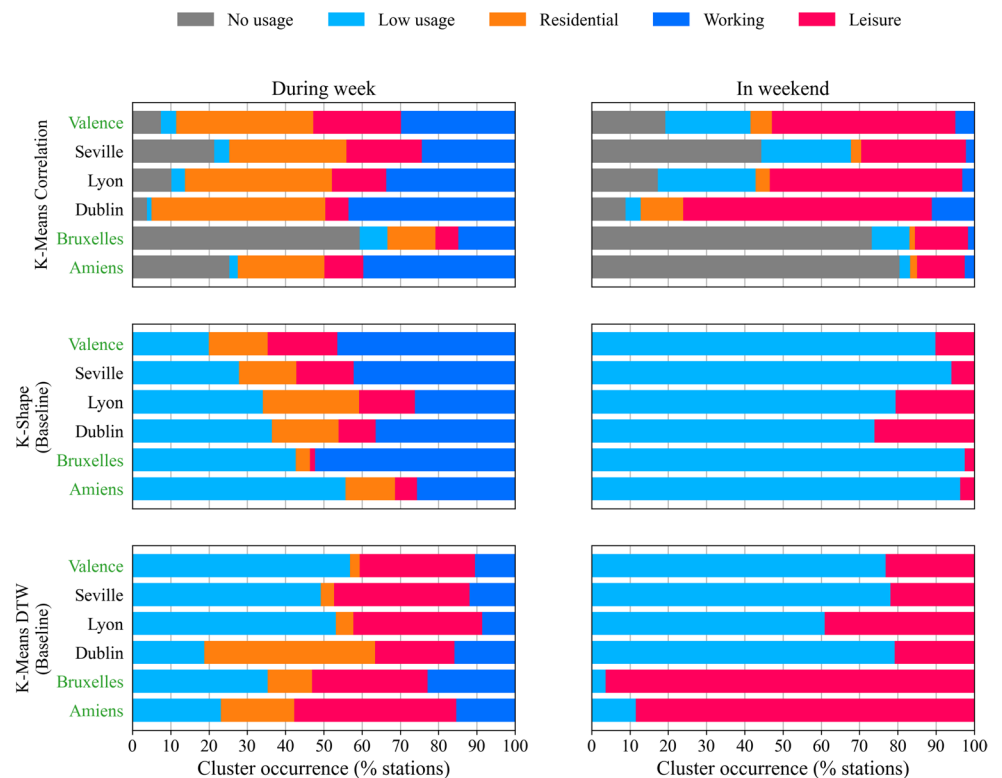 No usage Low usage Residential Working Leisure
During week In weekend
K-Means Correlation
Valence
Seville
Lyon
Dublin
Bruxelles
Amiens
K-Shape
(Baseline)
Valence
Seville
Lyon
Dublin
Bruxelles
Amiens
K-Means DTW
(Baseline)
Valence
Seville
Lyon
Dublin
Bruxelles
Amiens
0 10 20 30 40 50 60 70 80 90 100 0 10 20 30 40 50 60 70 80 90 100
Cluster occurrence (% stations) Cluster occurrence (% stations)